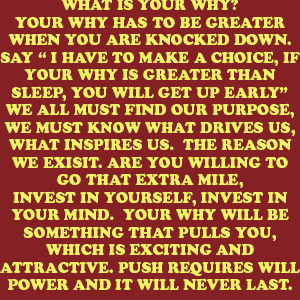 WHAT IS YOUR WHY?
YOUR WHY HAS TO BE GREATER
WHEN YOU ARE KNOCKED DOWN.
SAY “ I HAVE TO MAKE A CHOICE, IF
YOUR WHY IS GREATER THAN
SLEEP, YOU WILL GET UP EARLY”
WE ALL MUST FIND OUR PURPOSE,
WE MUST KNOW WHAT DRIVES US,
WHAT INSPIRES US. THE REASON
WE EXISIT. ARE YOU WILLING TO
GO THAT EXTRA MILE,
INVEST IN YOURSELF, INVEST IN
YOUR MIND. YOUR WHY WILL BE
SOMETHING THAT PULLS YOU,
WHICH IS EXCITING AND
ATTRACTIVE. PUSH REQUIRES WILL
POWER AND IT WILL NEVER LAST.